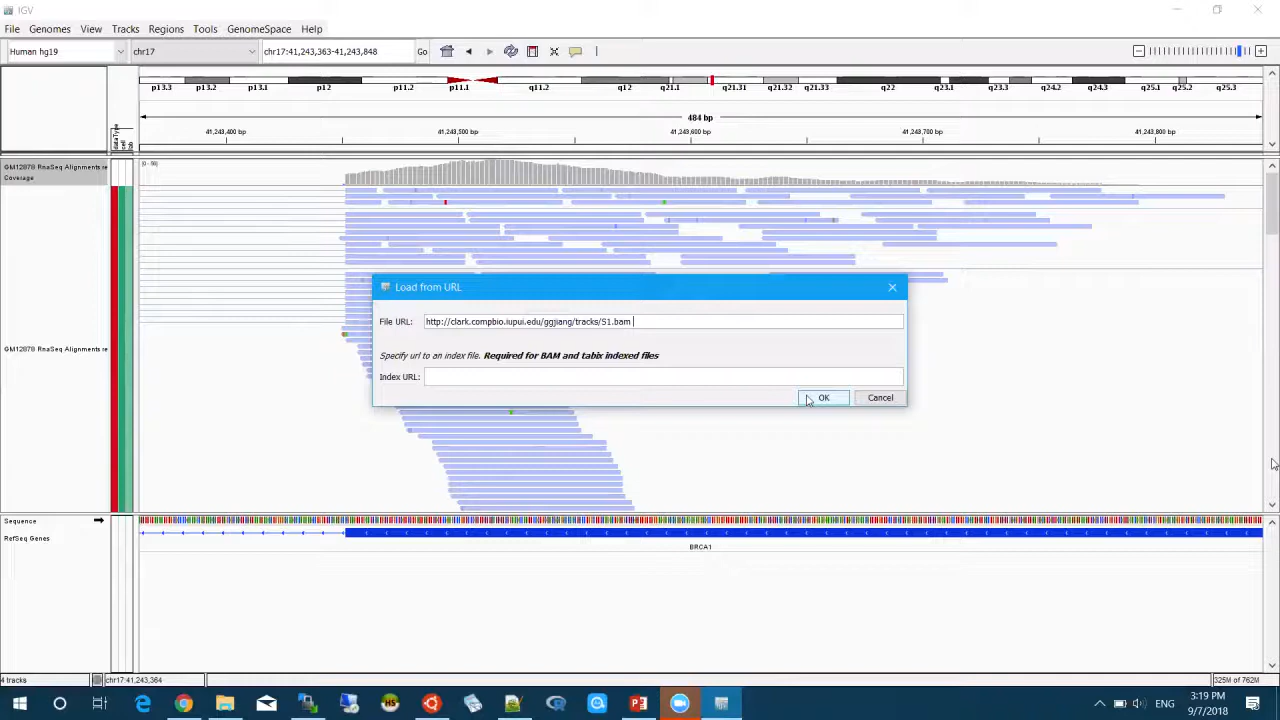 IGV
File Genomes View Tracks Regions Tools GenomeSpace Help
Human hg19 chr17 chr17:41,243,363-41,243,848 Go
p13.3 p13.2 p13.1 p12 p11.2 p11.1 q11.2 q12 q21.1 q21.31 q21.32 q21.33 q22 q23.1 q23.2 q23.3 q24.2 q24.3 q25.1 q25.2 q25.3
484 bp
41,243,400 bp 41,243,500 bp 41,243,600 bp 41,243,700 bp 41,243,800 bp
GM12878 RnaSeq Alignments re
Coverage
[0 - 50]
Load from URL
File URL: http://clark.compbio.iupui.edu/ggjiang/tracks/S1.bam
GM12878 RnaSeq Alignments re
Specify url to an index file. Required for BAM and tabix indexed files
Index URL:
OK Cancel
Sequence
RefSeq Genes
BRCA1
4 tracks chr17:41,243,364 325M of 762M
ENG
3:19 PM
9/7/2018